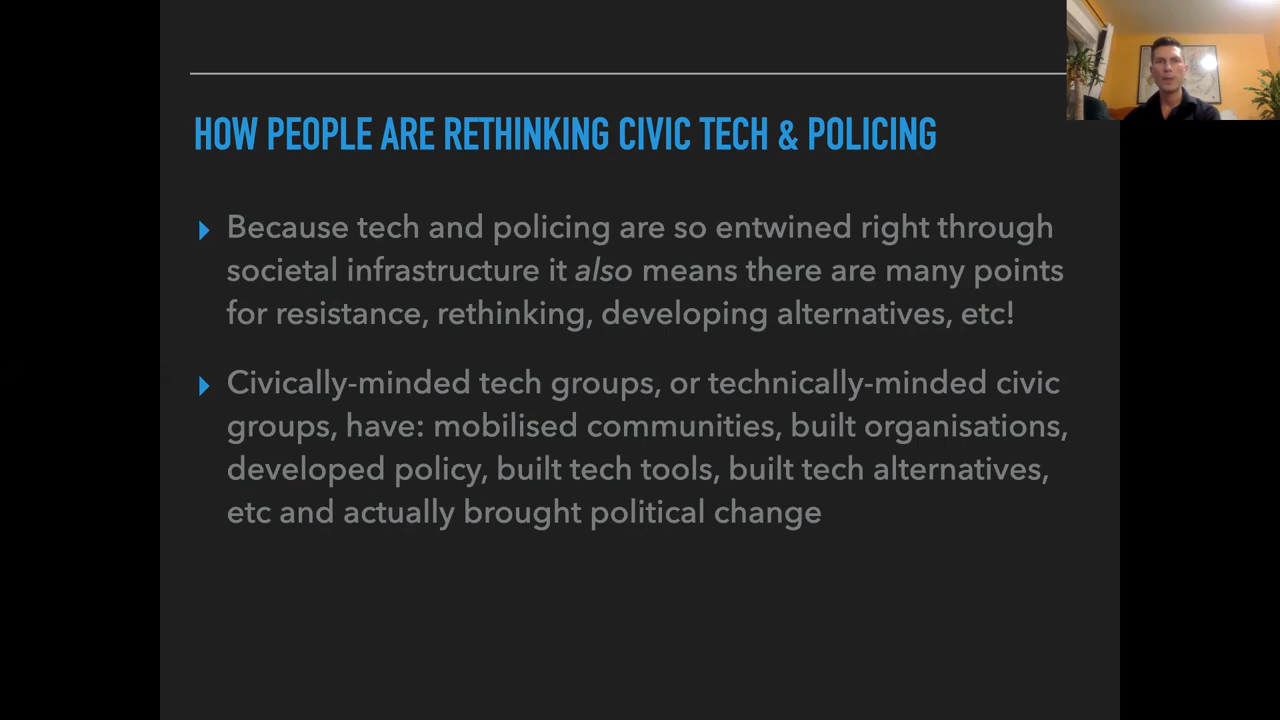 HOW PEOPLE ARE RETHINKING CIVIC TECH & POLICING
Because tech and policing are so entwined right through
societal infrastructure it also means there are many points
for resistance, rethinking, developing alternatives, etc!
Civically-minded tech groups, or technically-minded civic
groups, have: mobilised communities, built organisations,
developed policy, built tech tools, built tech alternatives,
etc and actually brought political change